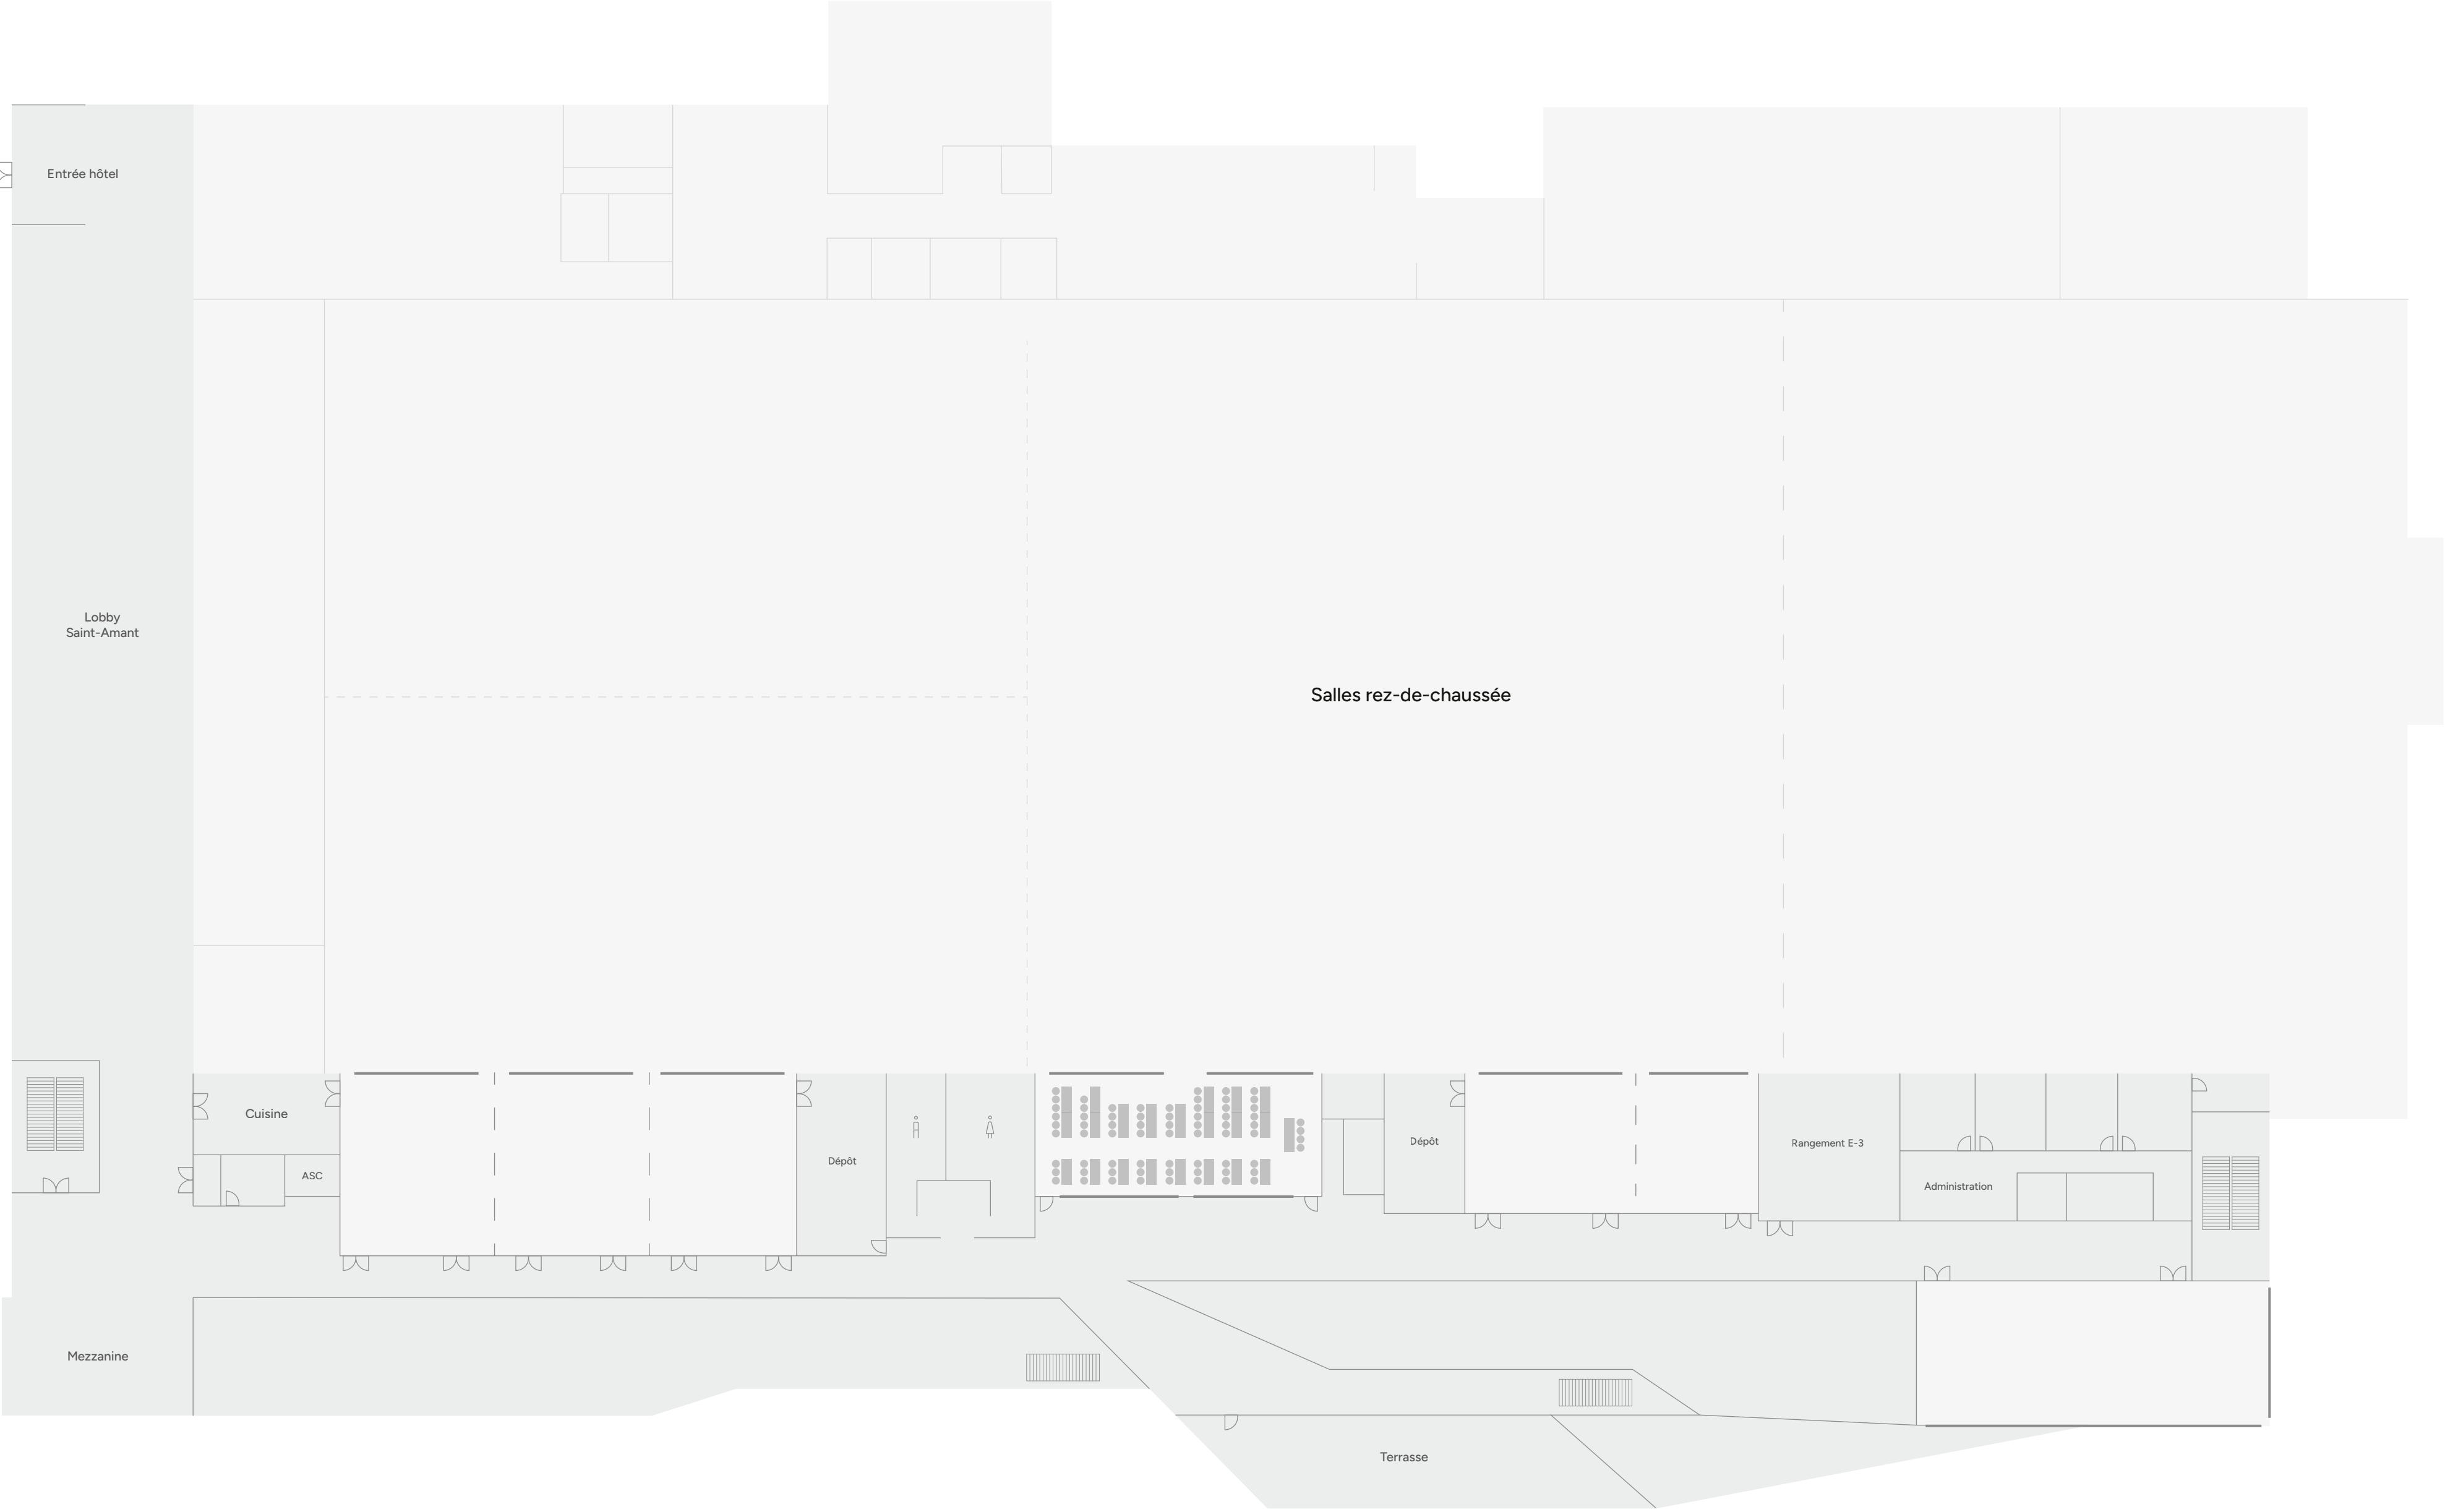 Entrée hôtel
Lobby
Saint-Amant
Salles rez-de-chaussée
Cuisine
ASC
Dépôt
Dépôt
Rangement E-3
Administration
Mezzanine
Terrasse